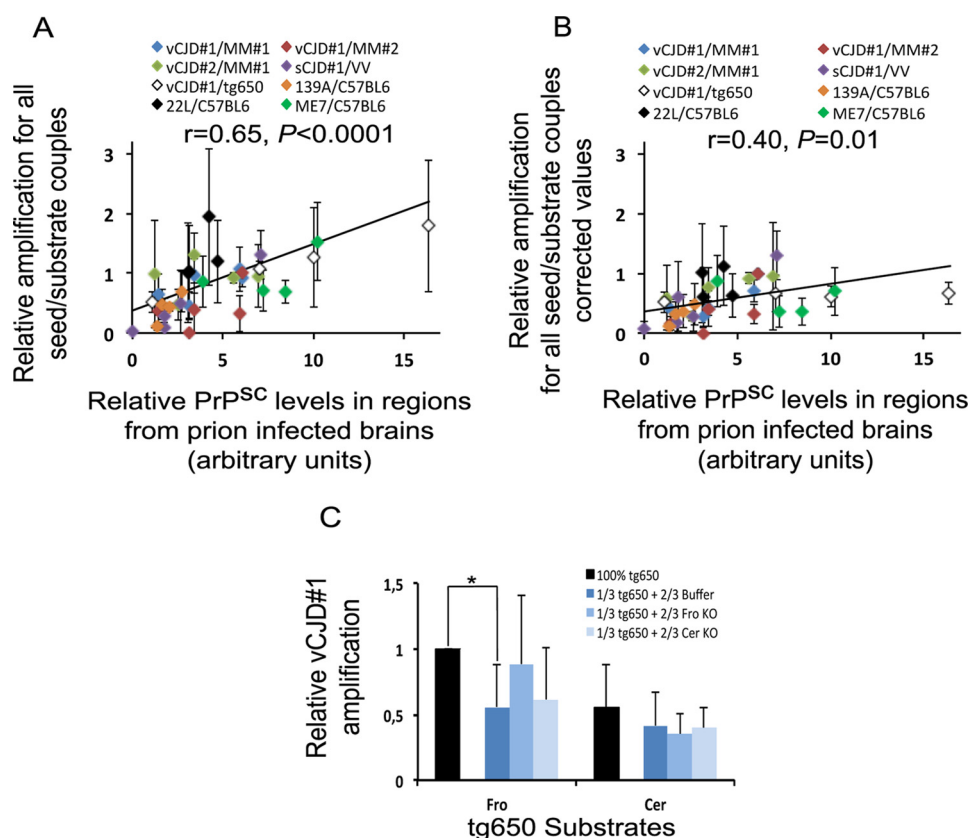 A
vCJD#1/MM#1 vCJD#1/MM#2
vCJD#2/MM#1 sCJD#1/VV
vCJD#1/tg650 139A/C57BL6
22L/C57BL6 ME7/C57BL6
r=0.65, P<0.0001
Relative amplification for all
seed/substrate couples
3
2
1
0
0 5 10 15
Relative PrPSC levels in regions
from prion infected brains
(arbitrary units)
B
vCJD#1/MM#1 vCJD#1/MM#2
vCJD#2/MM#1 sCJD#1/VV
vCJD#1/tg650 139A/C57BL6
22L/C57BL6 ME7/C57BL6
r=0.40, P=0.01
Relative amplification
for all seed/substrate couples
corrected values
3
2
1
0
0 5 10 15
Relative PrPSC levels in regions
from prion infected brains
(arbitrary units)
C
Relative vCJD#1
amplification
1,5
1
0,5
0
*
100% tg650
1/3 tg650 + 2/3 Buffer
1/3 tg650 + 2/3 Fro KO
1/3 tg650 + 2/3 Cer KO
Fro Cer
tg650 Substrates